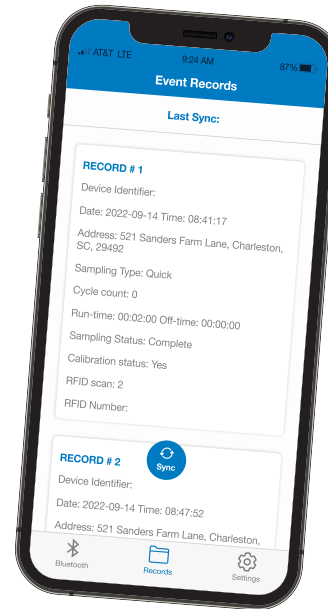 AT&T LTE 9:24 AM 87%
Event Records
Last Sync:
RECORD # 1
Device Identifier:
Date: 2022-09-14 Time: 08:41:17
Address: 521 Sanders Farm Lane, Charleston,
SC, 29492
Sampling Type: Quick
Cycle count: 0
Run-time: 00:02:00 Off-time: 00:00:00
Sampling Status: Complete
Calibration status: Yes
RFID scan: 2
RFID Number:
RECORD # 2
Sync
Device Identifier:
Date: 2022-09-14 Time: 08:47:52
Address: 521 Sanders Farm Lane, Charleston,
Bluetooth Records Settings